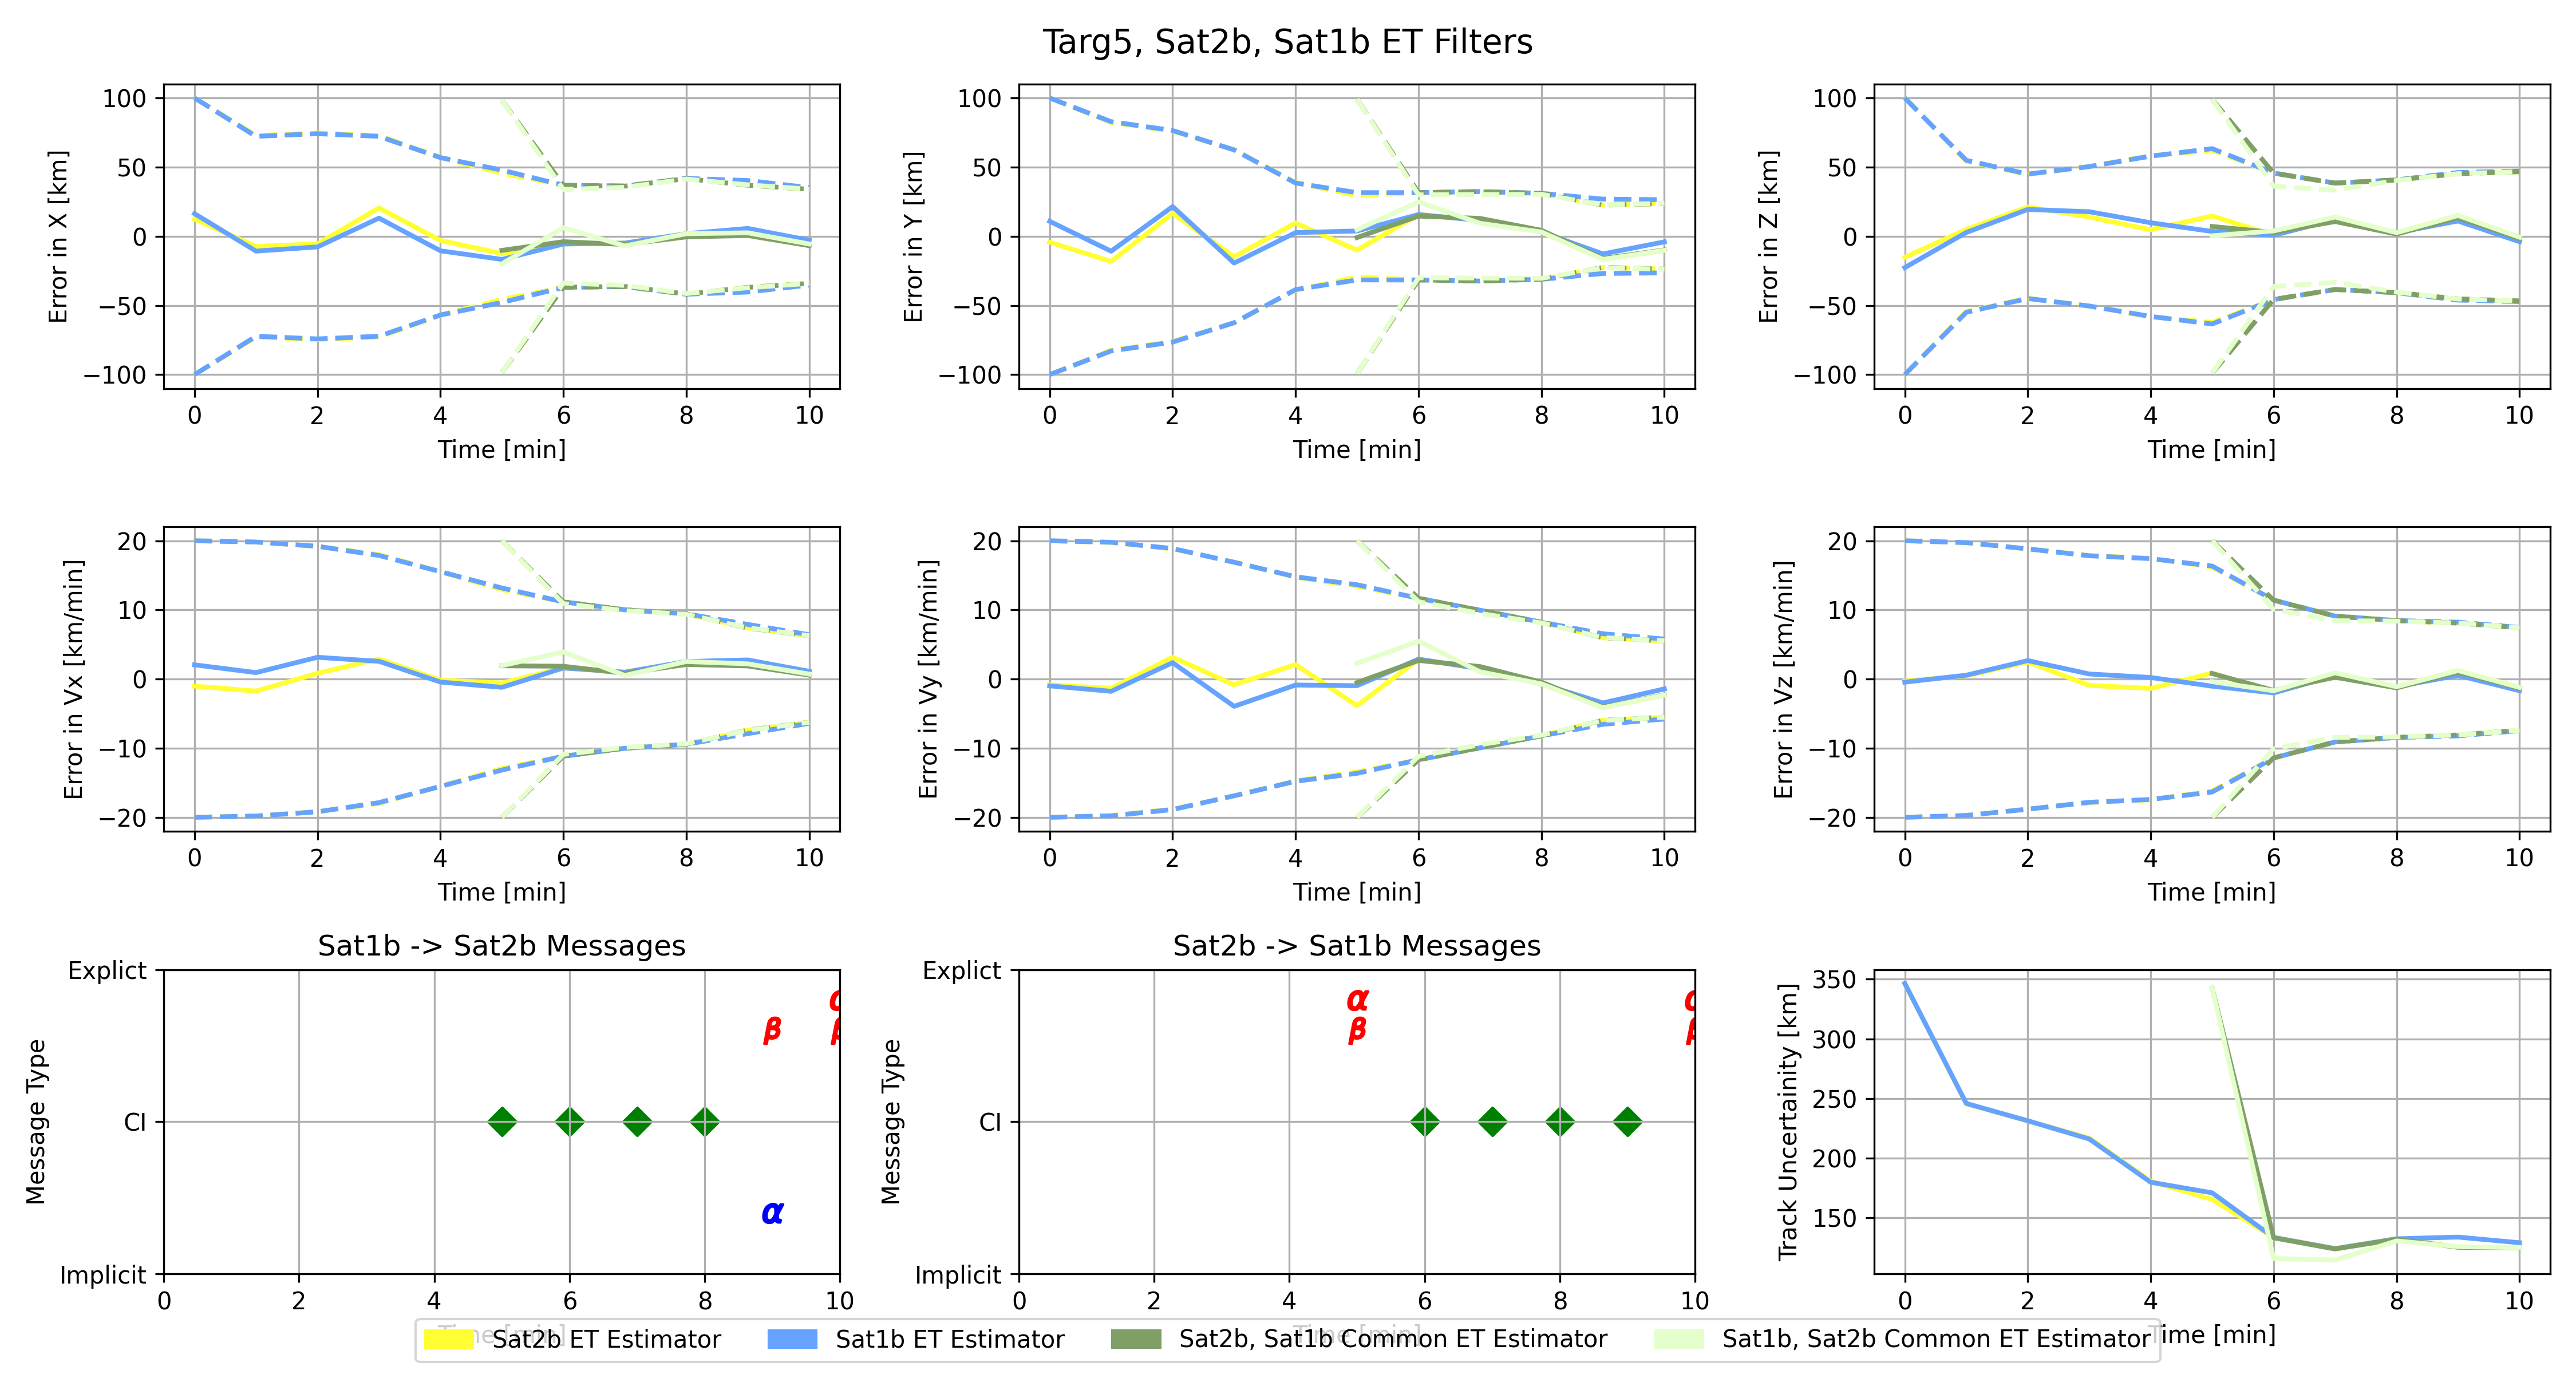 Targ5, Sat2b, Sat1b ET Filters
100
50
0
−50
−100
Error in X [km]
0 2 4 6 8 10
Time [min]
100
50
0
−50
−100
Error in Y [km]
0 2 4 6 8 10
Time [min]
100
50
0
−50
−100
Error in Z [km]
0 2 4 6 8 10
Time [min]
20
10
0
−10
−20
Error in Vx [km/min]
0 2 4 6 8 10
Time [min]
20
10
0
−10
−20
Error in Vy [km/min]
0 2 4 6 8 10
Time [min]
20
10
0
−10
−20
Error in Vz [km/min]
0 2 4 6 8 10
Time [min]
Sat1b -> Sat2b Messages
Explict
CI
Implicit
Message Type
α
β
β
α
0 2 4 6 8 10
Time [min]
Sat2b -> Sat1b Messages
Explict
CI
Implicit
Message Type
α
β
α
β
0 2 4 6 8 10
Time [min]
350
300
250
200
150
Track Uncertainity [km]
0 2 4 6 8 10
Time [min]
Sat2b ET Estimator
Sat1b ET Estimator
Sat2b, Sat1b Common ET Estimator
Sat1b, Sat2b Common ET Estimator